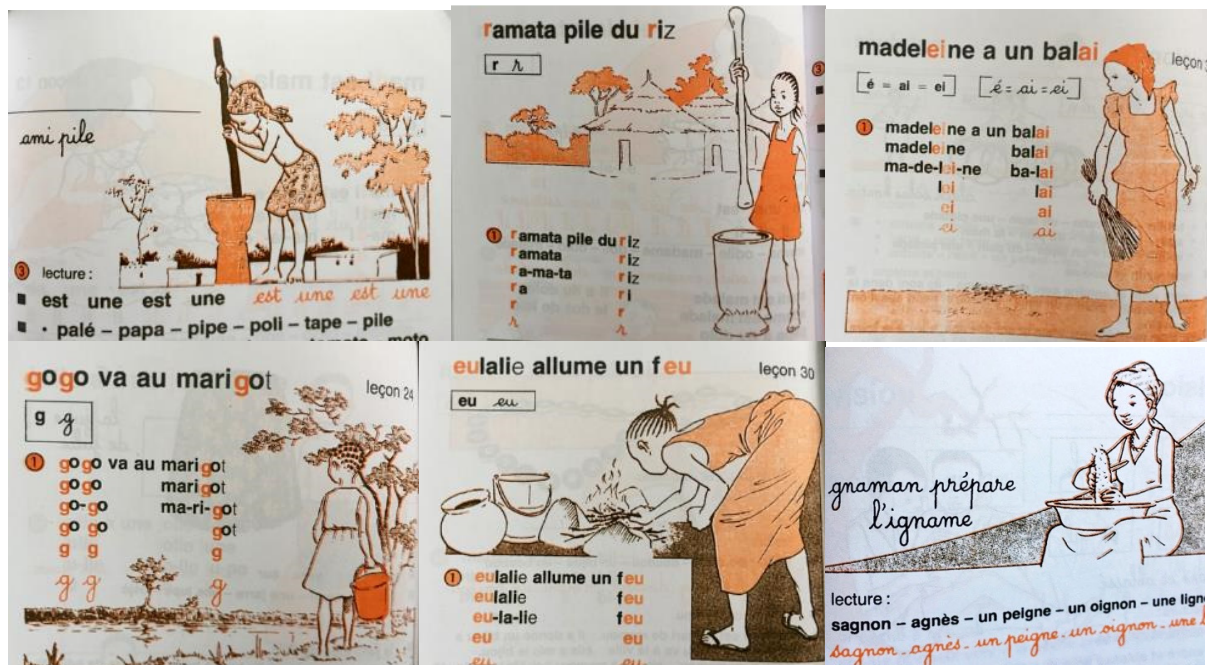 ami pile
③ lecture :
■ est une est une est une est une
■ • palé – papa – pipe – poli – tape – pile
ramata pile du riz
r r
① ramata pile du riz
ramata riz
ra-ma-ta riz
ra ri
r r
r r
madeleine a un balai
leçon
[é = ai = ei] [é = ai = ei]
① madeleine a un balai
madeleine balai
ma-de-lei-ne ba-lai
lei lai
ei ai
ei ai
gogo va au marigot
leçon 24
g g
① gogo va au marigot
gogo marigot
go-go ma-ri-got
go go got
g g g
g g g
eulalie allume un feu
leçon 30
eu eu
① eulalie allume un feu
eulalie feu
eu-la-lie feu
eu eu
eu eu
gnaman prépare
l'igname
lecture :
sagnon – agnès – un peigne – un oignon – une ligne
sagnon - agnès - un peigne - un oignon - une